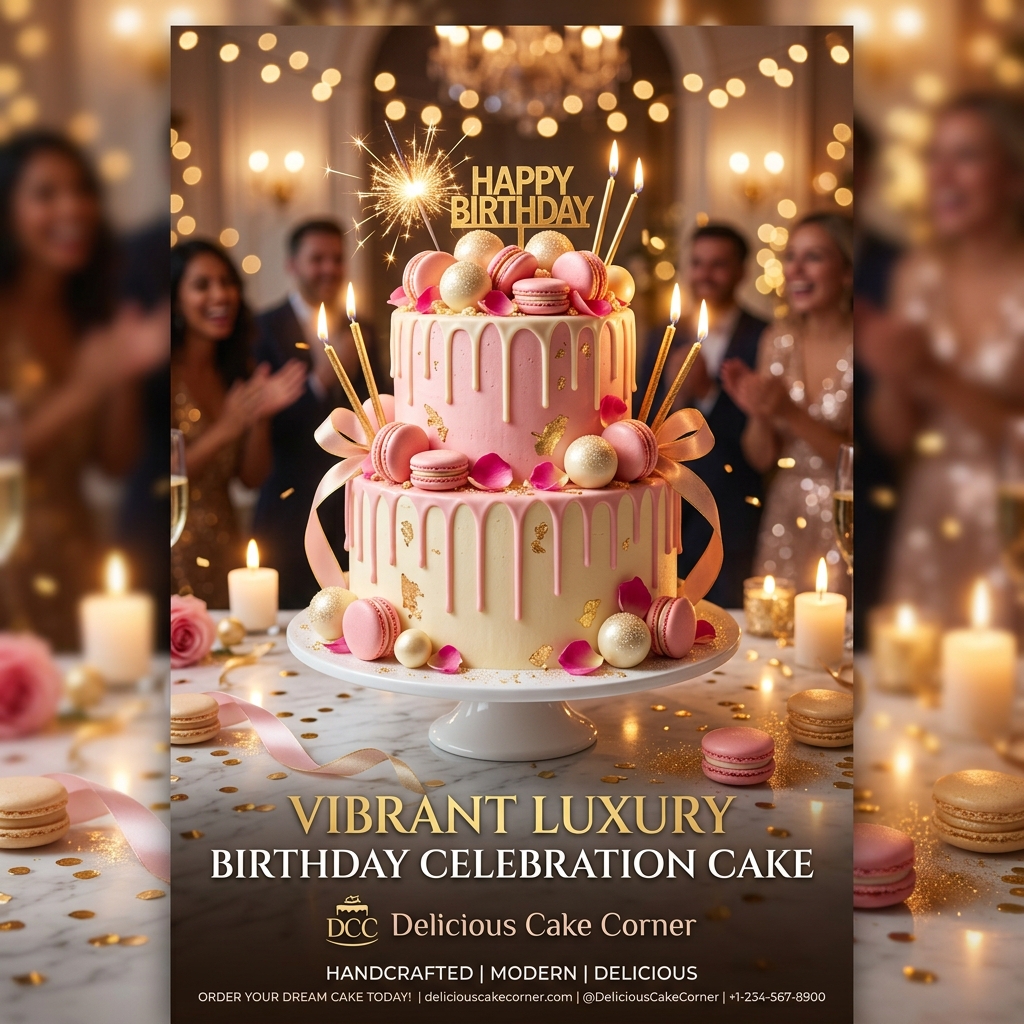 HAPPY
BIRTHDAY
VIBRANT LUXURY
BIRTHDAY CELEBRATION CAKE
DCC Delicious Cake Corner
HANDCRAFTED | MODERN | DELICIOUS
ORDER YOUR DREAM CAKE TODAY! | deliciouscakecorner.com | @DeliciousCakeCorner | +1-234-567-8900